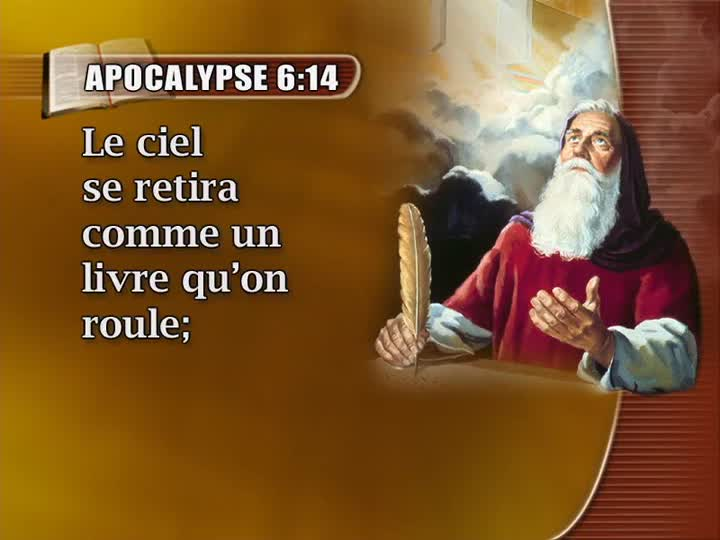 APOCALYPSE 6:14
Le ciel
se retira
comme un
livre qu’on
roule;